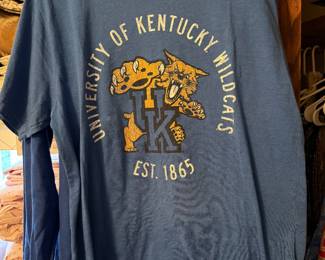 UNIVERSITY OF KENTUCKY WILDCATS
UK
EST. 1865